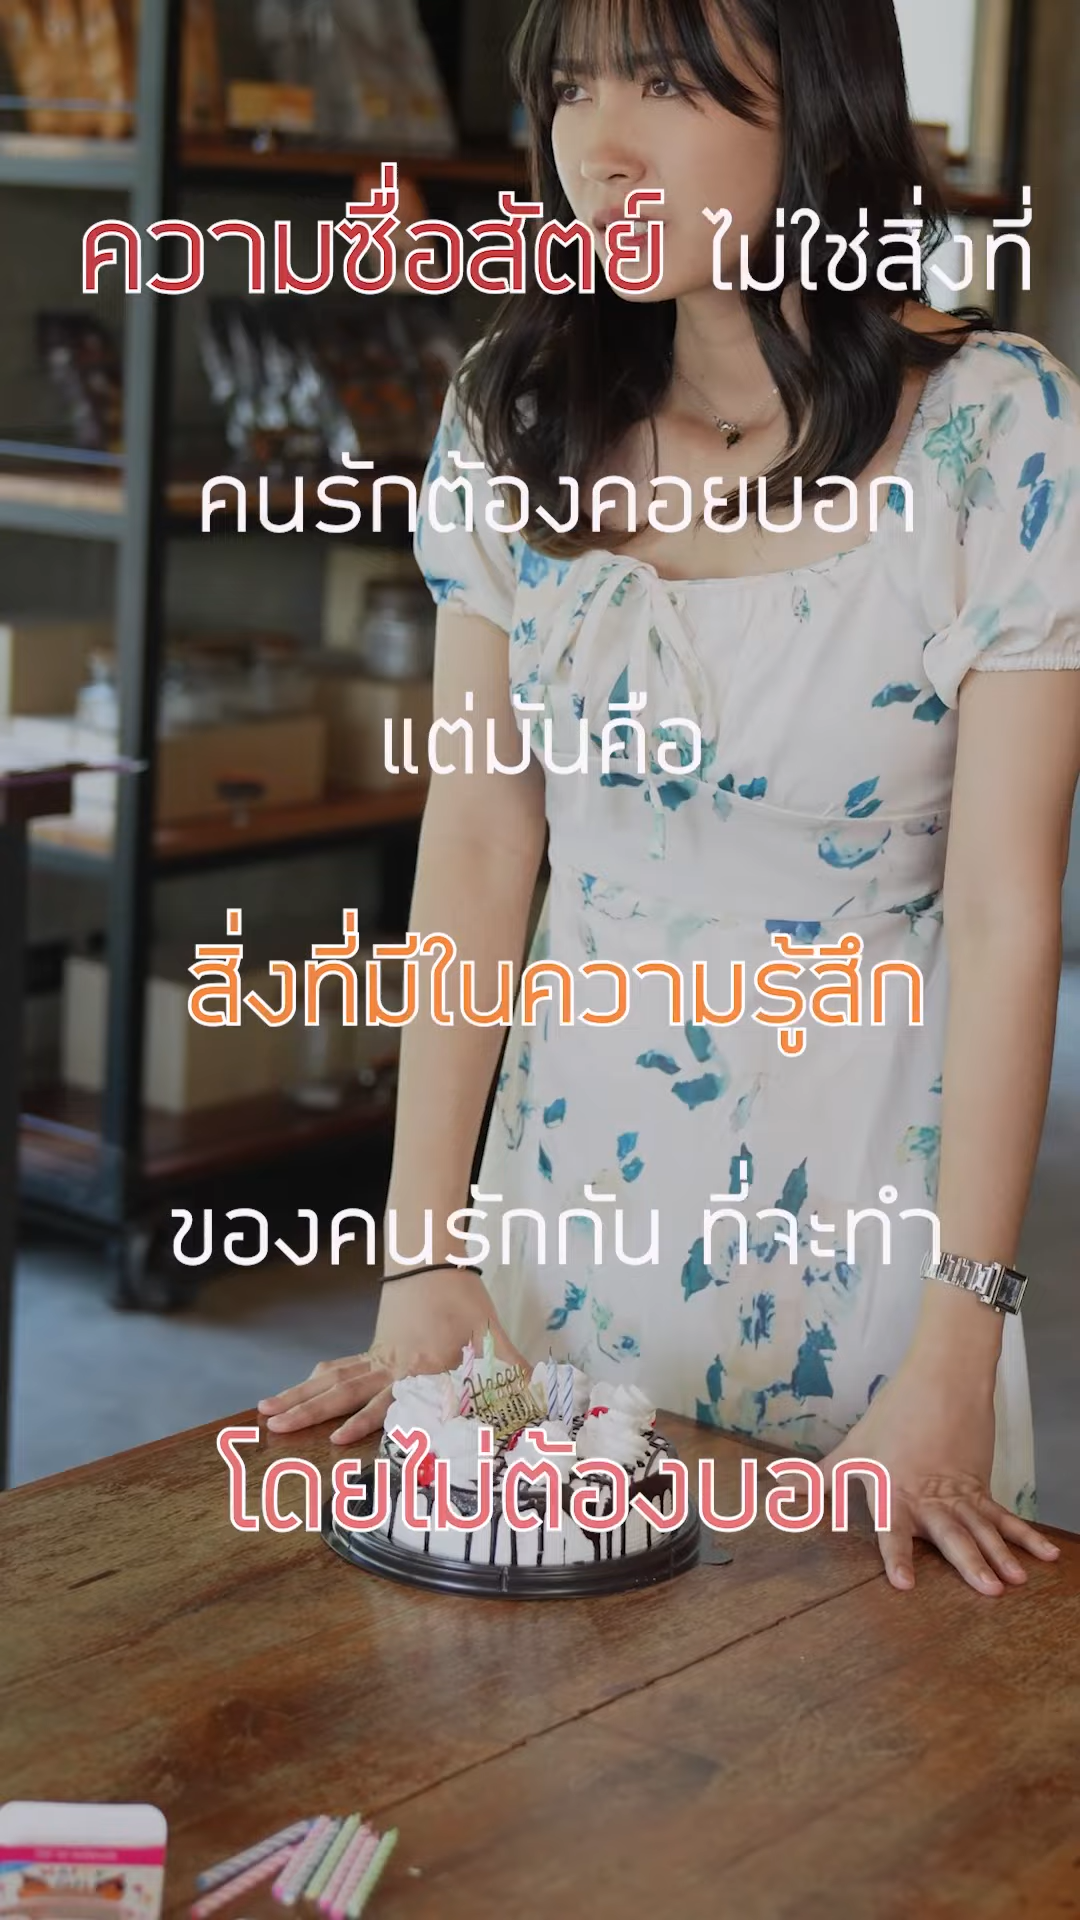 ความซื่อสัตย์ ไม่ใช่สิ่งที่
คนรักต้องคอยบอก
แต่มันคือ
สิ่งที่มีในความรู้สึก
ของคนรักกัน ที่จะทำ
โดยไม่ต้องบอก
Happy